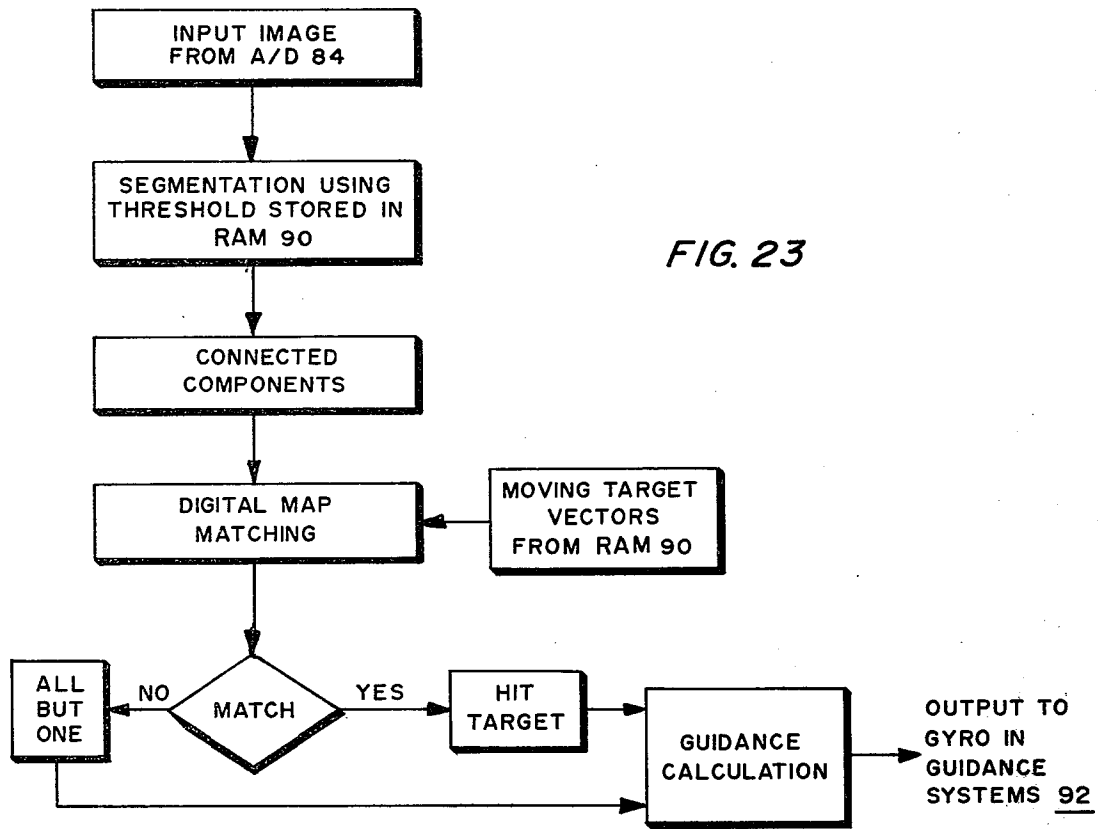 INPUT IMAGE
FROM A/D 84
SEGMENTATION USING
THRESHOLD STORED IN
RAM 90
FIG. 23
CONNECTED
COMPONENTS
DIGITAL MAP
MATCHING
MOVING TARGET
VECTORS
FROM RAM 90
ALL
BUT
ONE
NO
MATCH
YES
HIT
TARGET
GUIDANCE
CALCULATION
OUTPUT TO
GYRO IN
GUIDANCE
SYSTEMS 92